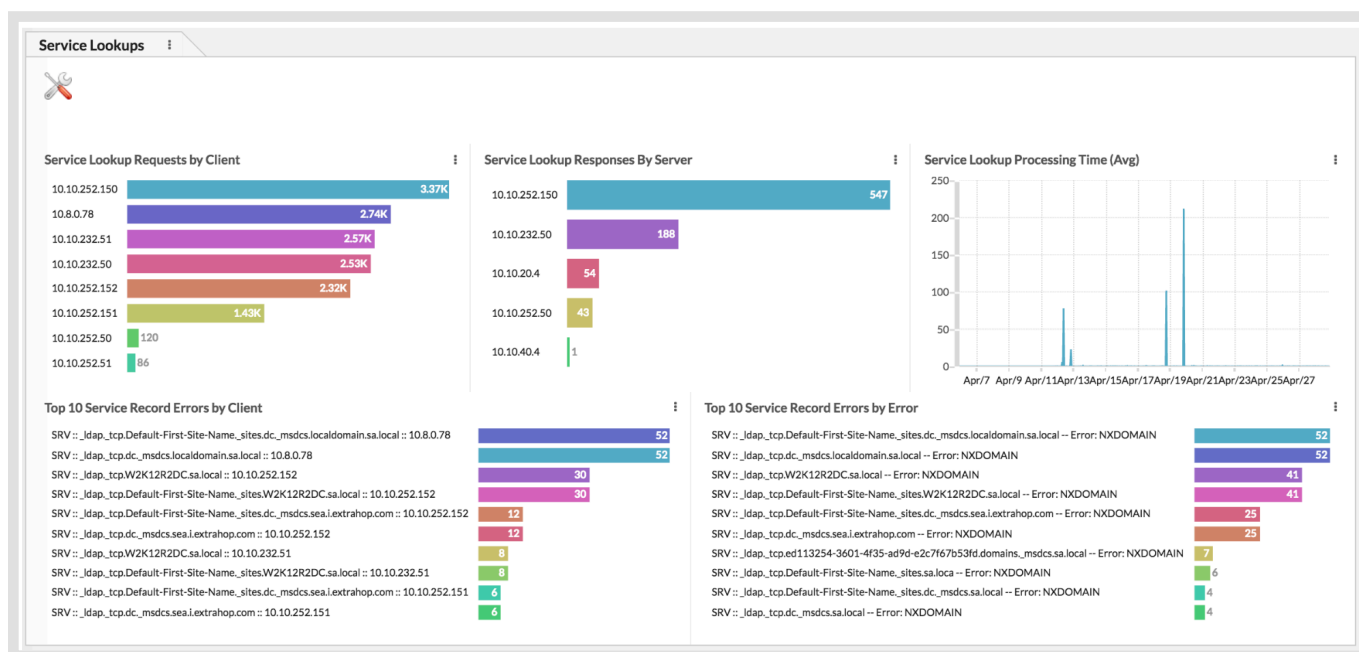 Service Lookups
Service Lookup Requests by Client
10.10.252.150 3.37K
10.8.0.78 2.74K
10.10.232.51 2.57K
10.10.232.50 2.53K
10.10.252.152 2.32K
10.10.252.151 1.43K
10.10.252.50 120
10.10.252.51 86
Service Lookup Responses By Server
10.10.252.150 547
10.10.232.50 188
10.10.20.4 54
10.10.252.50 43
10.10.40.4 1
Service Lookup Processing Time (Avg)
250
200
150
100
50
0
Apr/7 Apr/9 Apr/11 Apr/13 Apr/15 Apr/17 Apr/19 Apr/21 Apr/23 Apr/25 Apr/27
Top 10 Service Record Errors by Client
SRV :: _ldap._tcp.Default-First-Site-Name._sites.dc._msdcs.localdomain.sa.local :: 10.8.0.78 52
SRV :: _ldap._tcp.dc._msdcs.localdomain.sa.local :: 10.8.0.78 52
SRV :: _ldap._tcp.W2K12R2DC.sa.local :: 10.10.252.152 30
SRV :: _ldap._tcp.Default-First-Site-Name._sites.W2K12R2DC.sa.local :: 10.10.252.152 30
SRV :: _ldap._tcp.Default-First-Site-Name._sites.dc._msdcs.sea.i.extrahop.com :: 10.10.252.152 12
SRV :: _ldap._tcp.dc._msdcs.sea.i.extrahop.com :: 10.10.252.152 12
SRV :: _ldap._tcp.W2K12R2DC.sa.local :: 10.10.232.51 8
SRV :: _ldap._tcp.Default-First-Site-Name._sites.W2K12R2DC.sa.local :: 10.10.232.51 8
SRV :: _ldap._tcp.Default-First-Site-Name._sites.dc._msdcs.sea.i.extrahop.com :: 10.10.252.151 6
SRV :: _ldap._tcp.dc._msdcs.sea.i.extrahop.com :: 10.10.252.151 6
Top 10 Service Record Errors by Error
SRV :: _ldap._tcp.Default-First-Site-Name._sites.dc._msdcs.localdomain.sa.local -- Error: NXDOMAIN 52
SRV :: _ldap._tcp.dc._msdcs.localdomain.sa.local -- Error: NXDOMAIN 52
SRV :: _ldap._tcp.W2K12R2DC.sa.local -- Error: NXDOMAIN 41
SRV :: _ldap._tcp.Default-First-Site-Name._sites.W2K12R2DC.sa.local -- Error: NXDOMAIN 41
SRV :: _ldap._tcp.Default-First-Site-Name._sites.dc._msdcs.sea.i.extrahop.com -- Error: NXDOMAIN 25
SRV :: _ldap._tcp.dc._msdcs.sea.i.extrahop.com -- Error: NXDOMAIN 25
SRV :: _ldap._tcp.ed113254-3601-4f35-ad9d-e2c7f67b53fd.domains._msdcs.sa.local -- Error: NXDOMAIN 7
SRV :: _ldap._tcp.Default-First-Site-Name._sites.sa.loca -- Error: NXDOMAIN 6
SRV :: _ldap._tcp.Default-First-Site-Name._sites.dc._msdcs.sa.local -- Error: NXDOMAIN 4
SRV :: _ldap._tcp.dc._msdcs.sa.local -- Error: NXDOMAIN 4